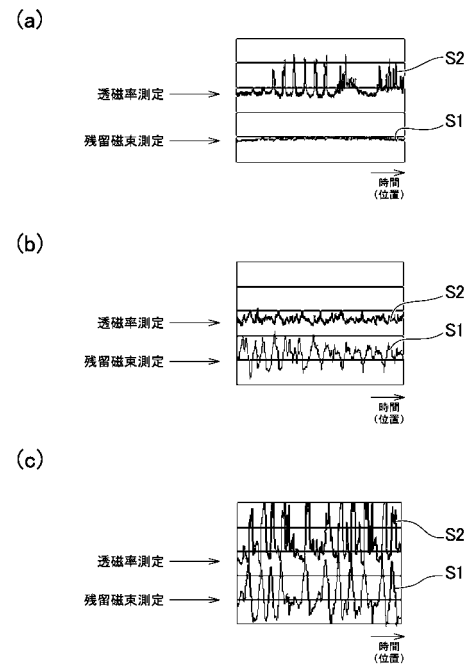 (a)
S2
透磁率測定
S1
残留磁束測定
時間
(位置)
(b)
S2
透磁率測定
S1
残留磁束測定
時間
(位置)
(c)
S2
透磁率測定
S1
残留磁束測定
時間
(位置)